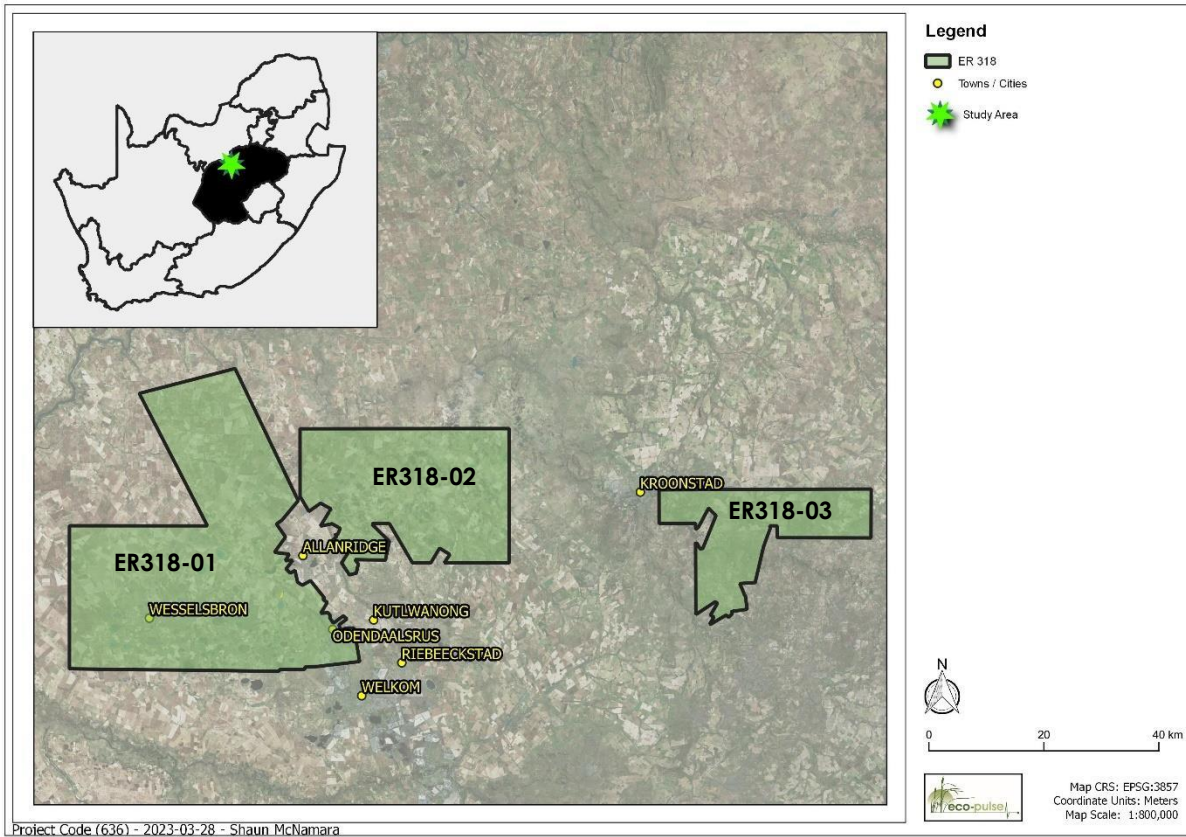 Legend
ER 318
Towns / Cities
Study Area
ER318-02
KROONSTAD
ER318-03
ALLANRIDGE
ER318-01
WESSELSBRON
KUTLWANONG
ODENDAALSRUS
RIEBEECKSTAD
WELKOM
N
0 20 40 km
eco-pulse
Map CRS: EPSG:3857
Coordinate Units: Meters
Map Scale: 1:800,000
Project Code (636) - 2023-03-28 - Shaun McNamara